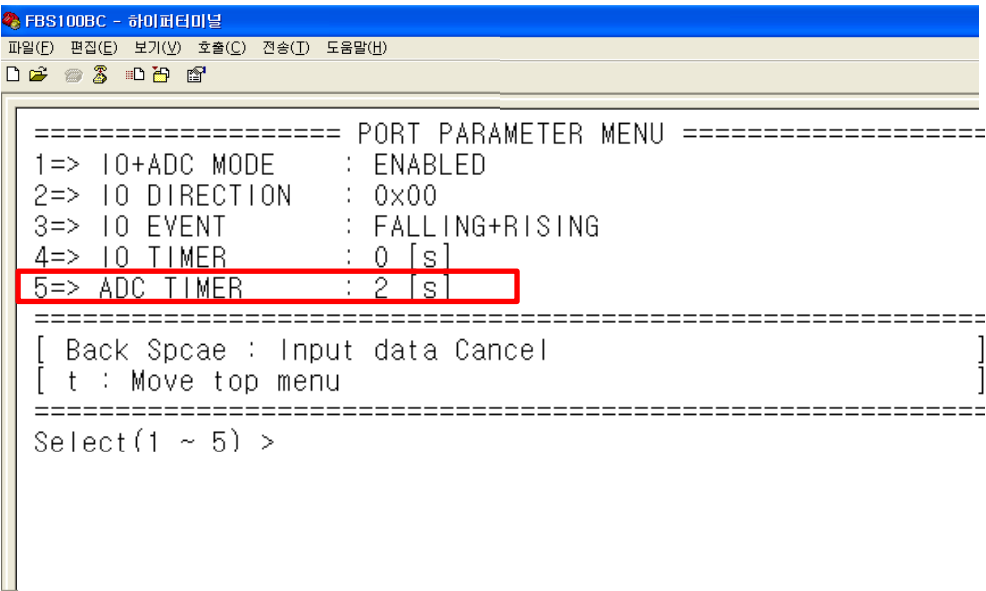 FBS100BC - 하이퍼터미널
파일(F) 편집(E) 보기(V) 호출(C) 전송(T) 도움말(H)
=================== PORT PARAMETER MENU ===================
1=> IO+ADC MODE : ENABLED
2=> IO DIRECTION : 0x00
3=> IO EVENT : FALLING+RISING
4=> IO TIMER : 0 [s]
5=> ADC TIMER : 2 [s]
===========================================================
[ Back Spcae : Input data Cancel ]
[ t : Move top menu ]
===========================================================
Select(1 ~ 5) >